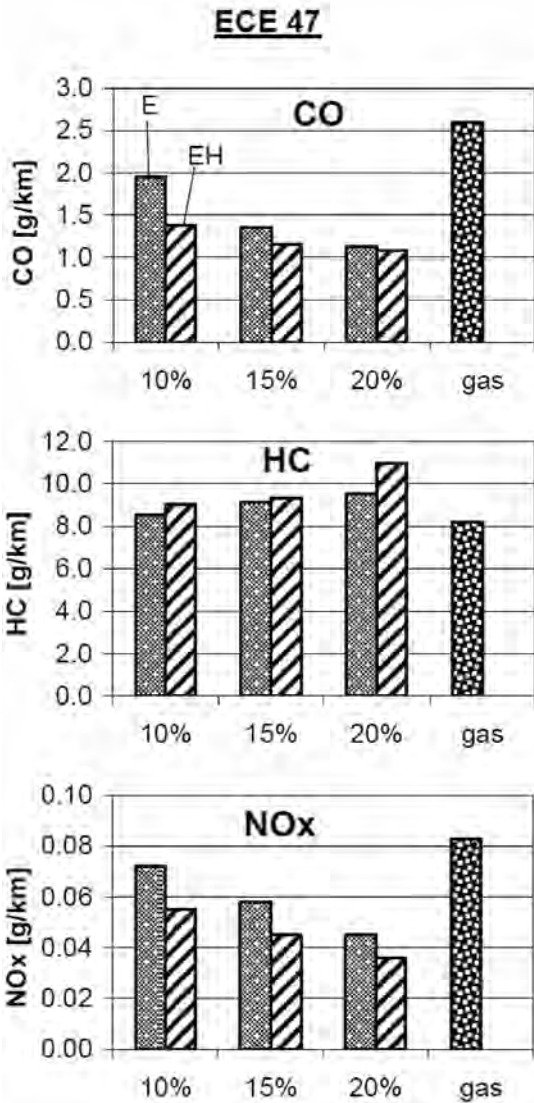 ECE 47
CO
E
EH
CO [g/km]
3.0
2.5
2.0
1.5
1.0
0.5
0.0
10% 15% 20% gas
HC
HC [g/km]
12.0
10.0
8.0
6.0
4.0
2.0
0.0
10% 15% 20% gas
NOx
NOx [g/km]
0.10
0.08
0.06
0.04
0.02
0.00
10% 15% 20% gas